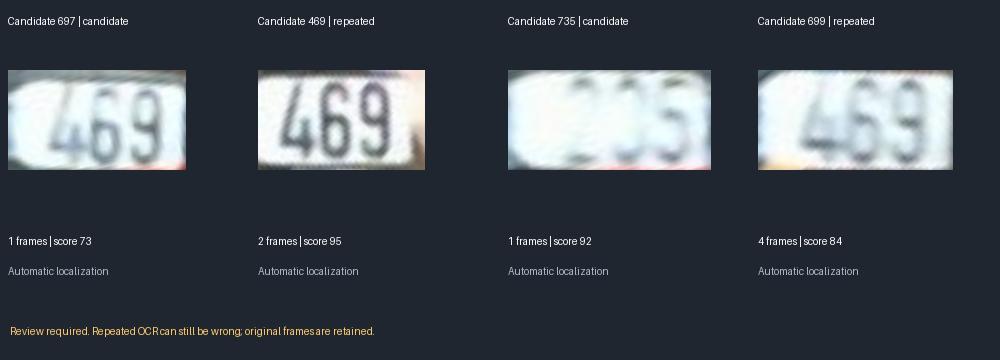 Candidate 697 | candidate
Candidate 469 | repeated
Candidate 735 | candidate
Candidate 699 | repeated
469
469
469
1 frames | score 73
2 frames | score 95
1 frames | score 92
4 frames | score 84
Automatic localization
Automatic localization
Automatic localization
Automatic localization
Review required. Repeated OCR can still be wrong; original frames are retained.